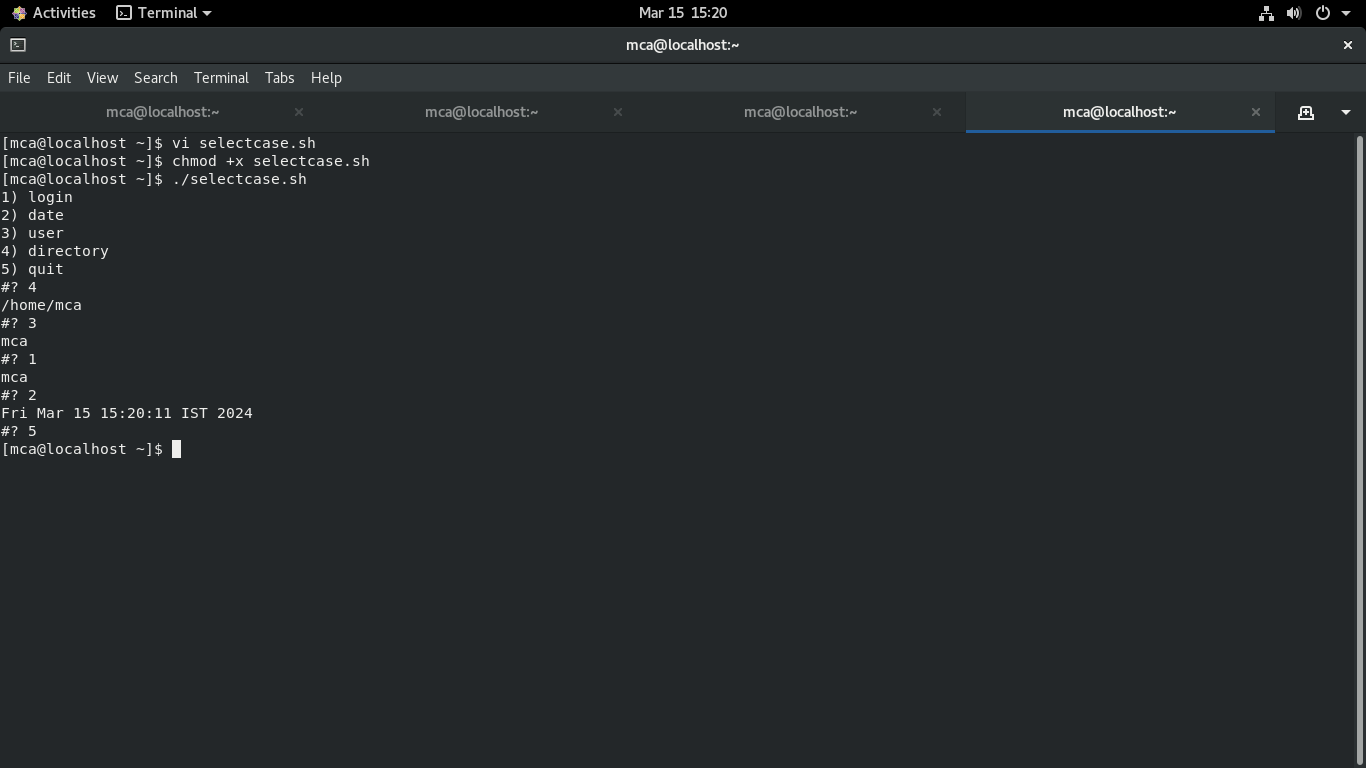 Activities Terminal Mar 15 15:20
mca@localhost:~
File Edit View Search Terminal Tabs Help
mca@localhost:~ mca@localhost:~ mca@localhost:~ mca@localhost:~
[mca@localhost ~]$ vi selectcase.sh
[mca@localhost ~]$ chmod +x selectcase.sh
[mca@localhost ~]$ ./selectcase.sh
1) login
2) date
3) user
4) directory
5) quit
#? 4
/home/mca
#? 3
mca
#? 1
mca
#? 2
Fri Mar 15 15:20:11 IST 2024
#? 5
[mca@localhost ~]$